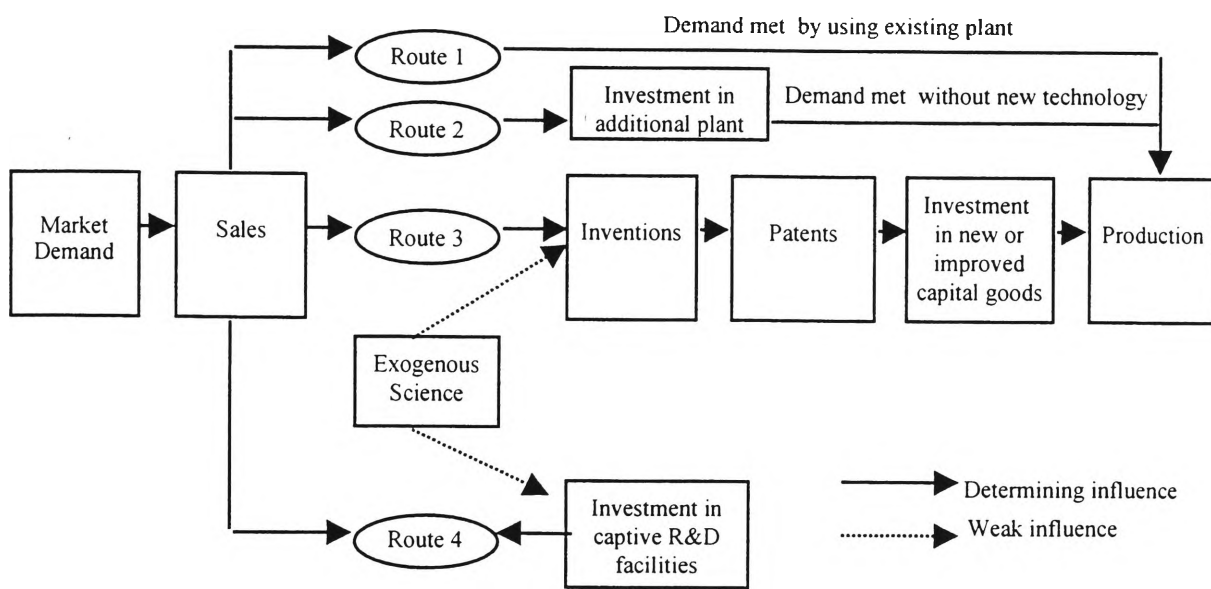 Demand met by using existing plant
Route 1
Investment in
additional plant
Demand met without new technology
Route 2
Market
Demand
Sales
Route 3
Inventions
Patents
Investment
in new or
improved
capital goods
Production
Exogenous
Science
Investment in
captive R&D
facilities
Route 4
Determining influence
Weak influence